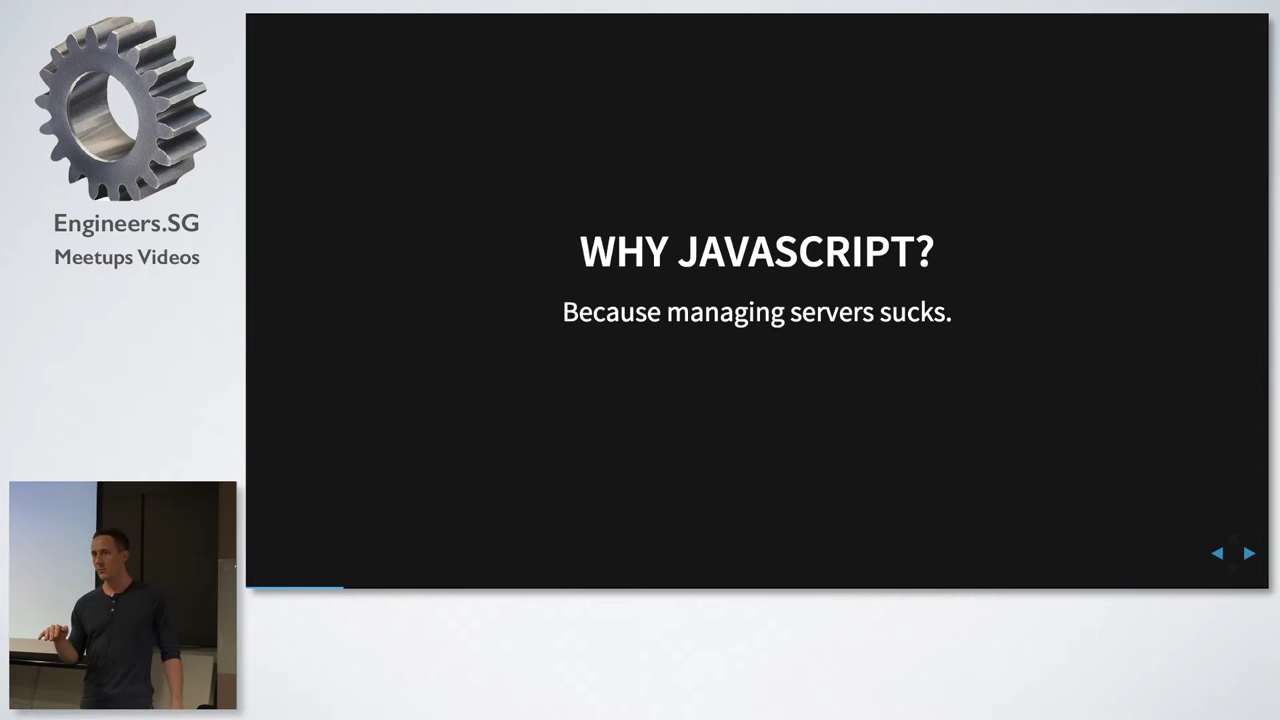 Engineers.SG
Meetups Videos
WHY JAVASCRIPT?
Because managing servers sucks.